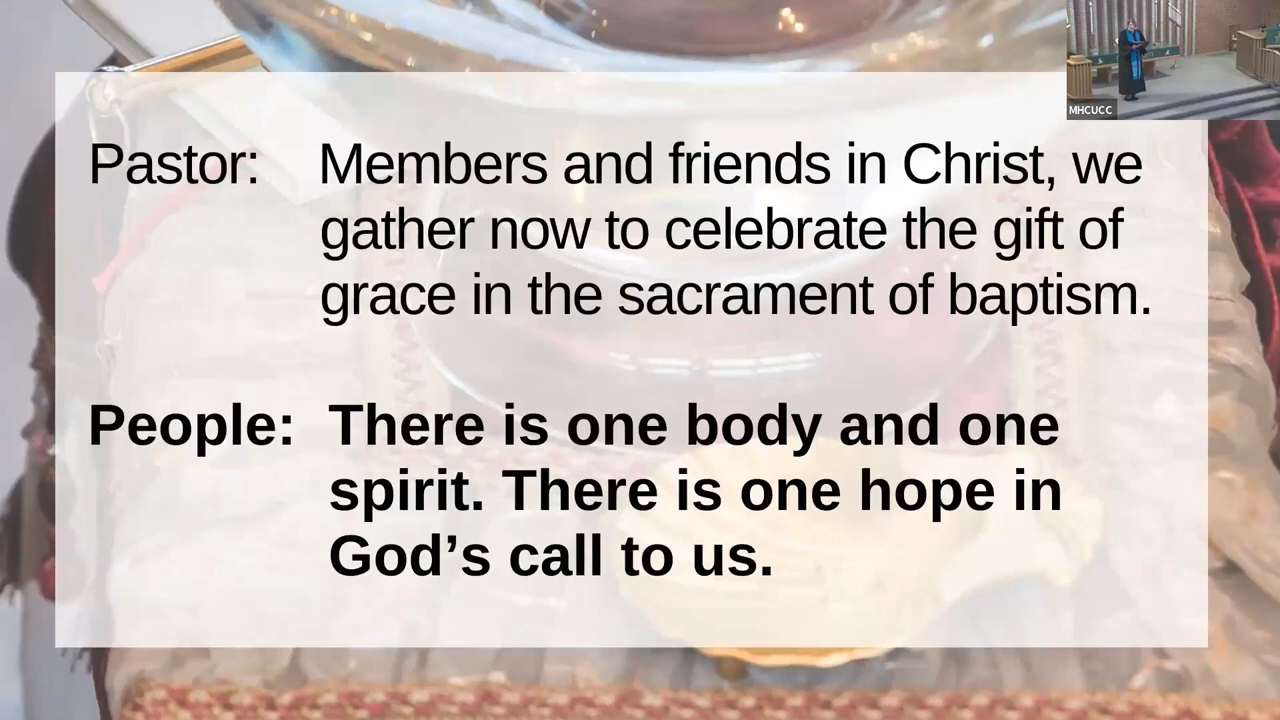 MHCUCC
Pastor: Members and friends in Christ, we
gather now to celebrate the gift of
grace in the sacrament of baptism.
People: There is one body and one
spirit. There is one hope in
God’s call to us.